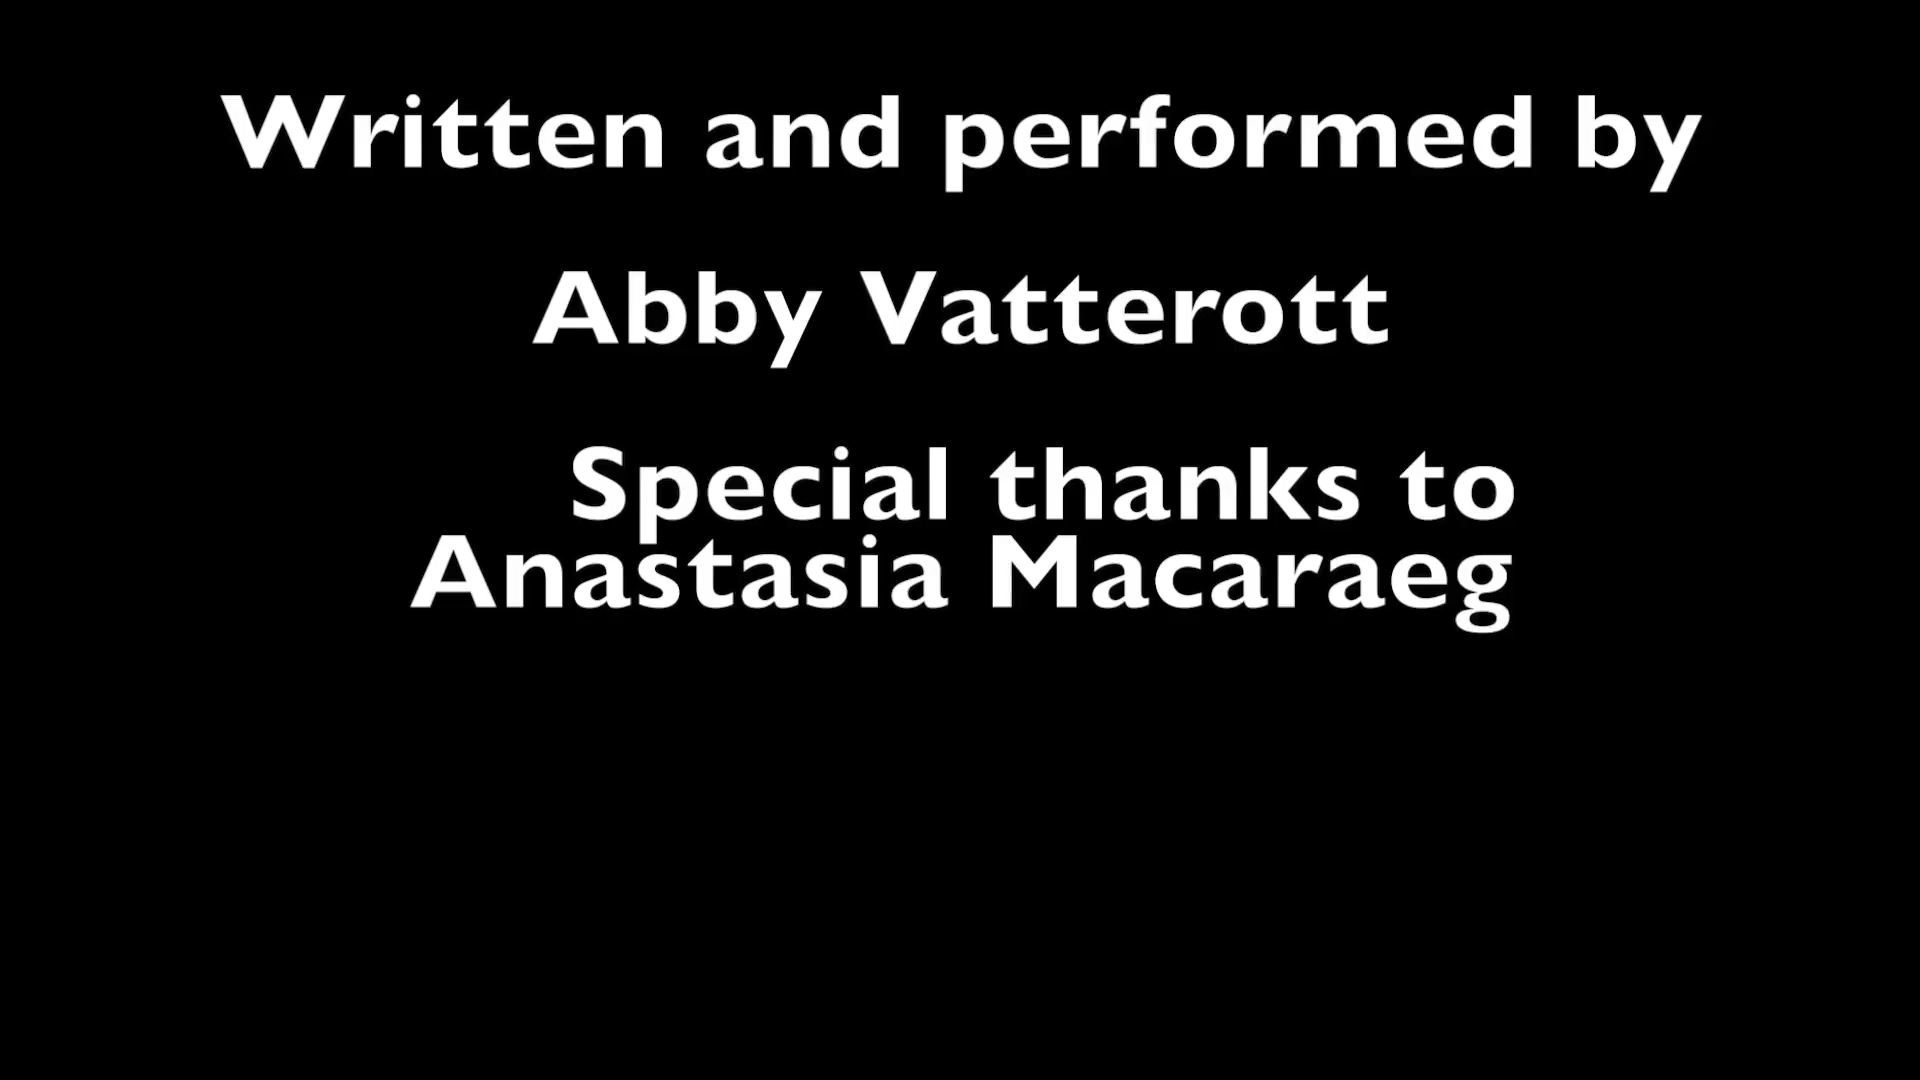 Written and performed by
Abby Vatterott
Special thanks to
Anastasia Macaraeg